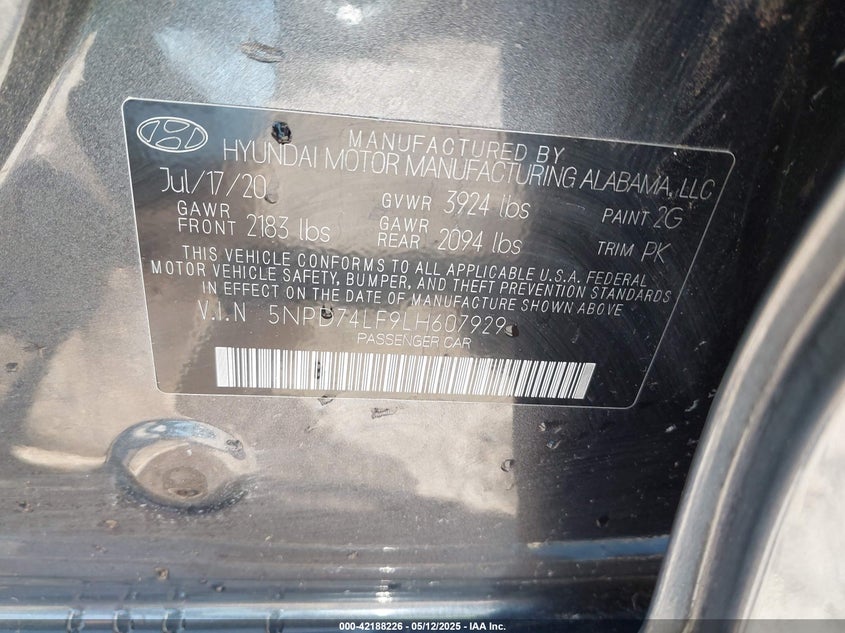 MANUFACTURED BY
HYUNDAI MOTOR MANUFACTURING ALABAMA, LLC
Jul/17/20 GVWR 3924 lbs PAINT 2G
GAWR FRONT 2183 lbs GAWR REAR 2094 lbs TRIM PK
THIS VEHICLE CONFORMS TO ALL APPLICABLE U.S.A. FEDERAL
MOTOR VEHICLE SAFETY, BUMPER, AND THEFT PREVENTION STANDARDS
IN EFFECT ON THE DATE OF MANUFACTURE SHOWN ABOVE
V.I.N 5NPD74LF9LH607929
PASSENGER CAR
000-42188226 - 05/12/2025 - IAA Inc.